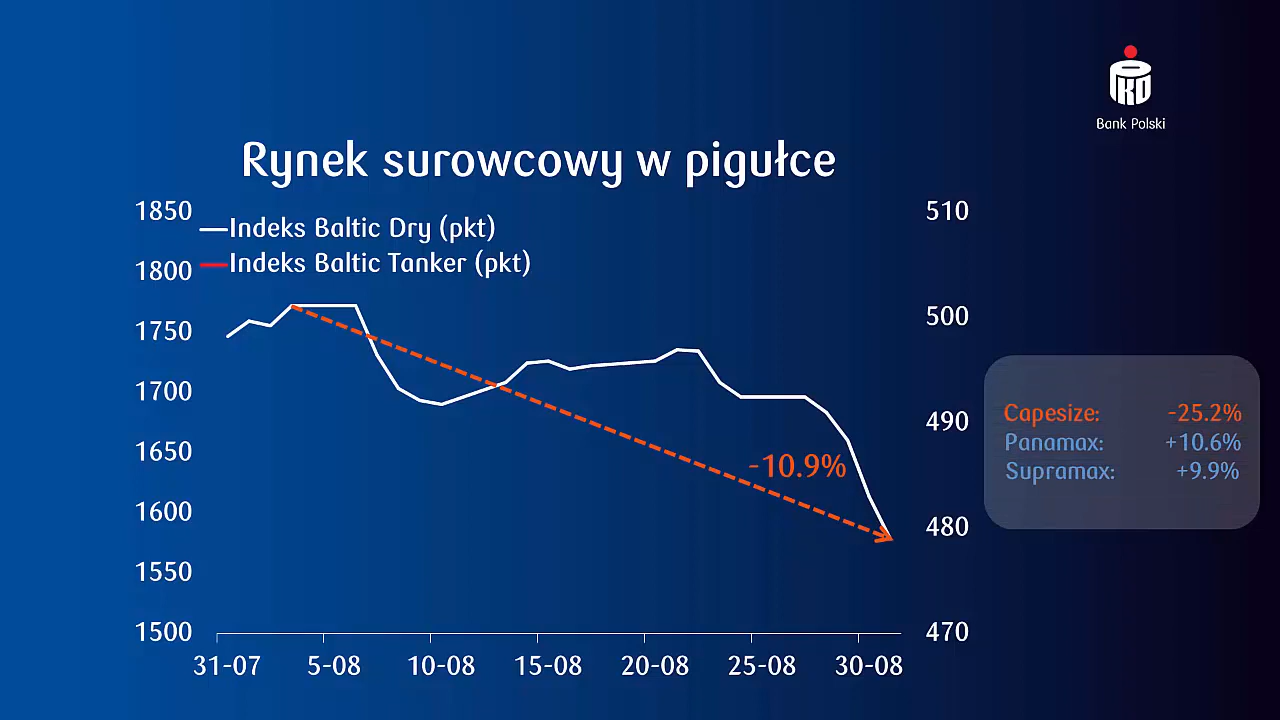 PKO
Bank Polski
Rynek surowcowy w pigułce
Indeks Baltic Dry (pkt)
Indeks Baltic Tanker (pkt)
1850
1800
1750
1700
1650
1600
1550
1500
510
500
490
480
470
-10.9%
Capesize: -25.2%
Panamax: +10.6%
Supramax: +9.9%
31-07 5-08 10-08 15-08 20-08 25-08 30-08